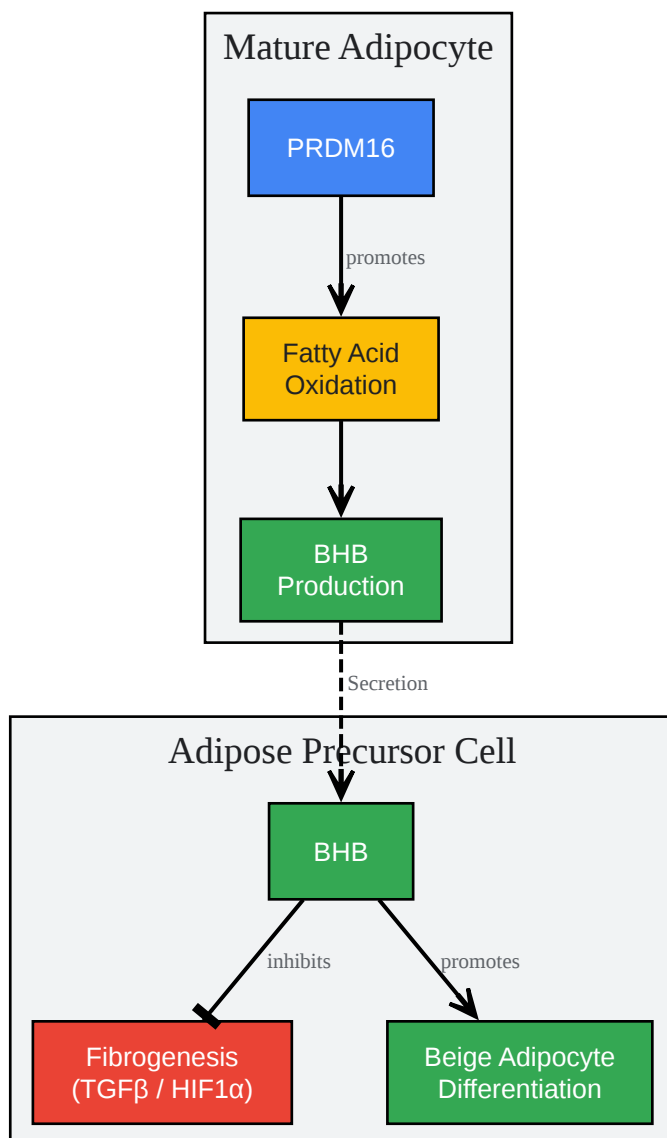 Mature Adipocyte
PRDM16
promotes
Fatty Acid
Oxidation
BHB
Production
Secretion
Adipose Precursor Cell
BHB
inhibits
promotes
Fibrogenesis
(TGFβ / HIF1α)
Beige Adipocyte
Differentiation